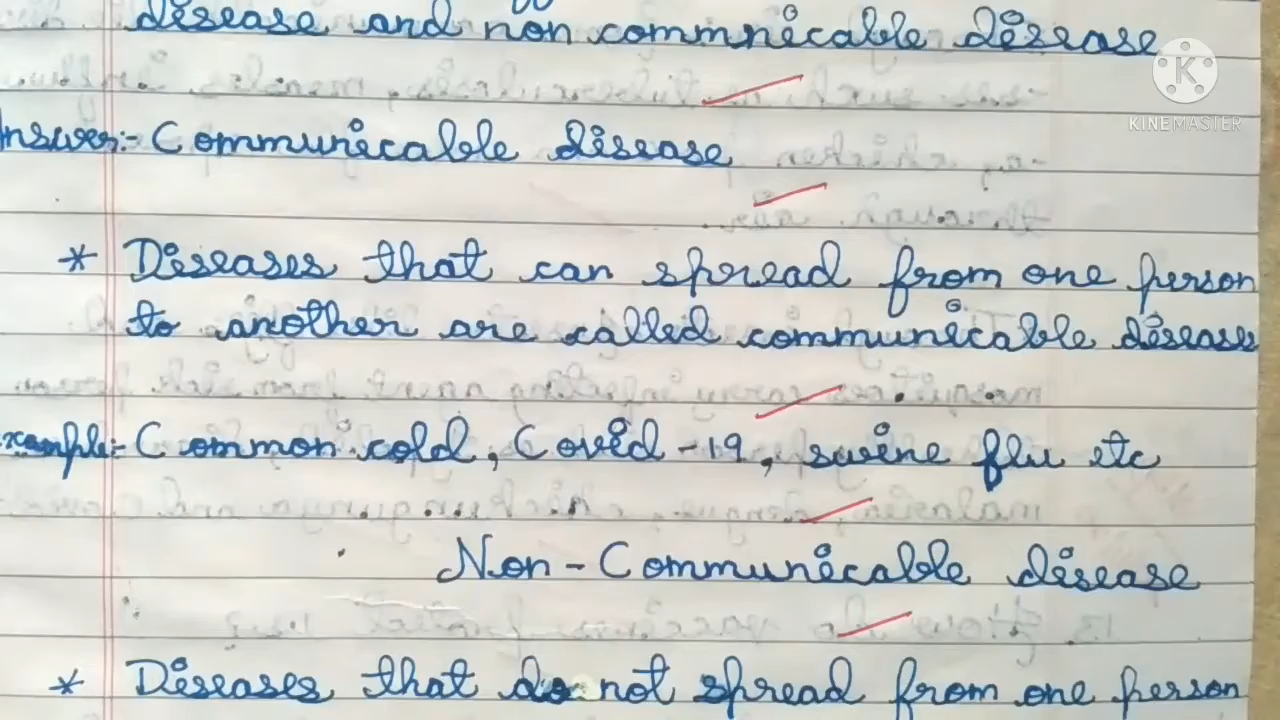 disease and non commnicable disease
KINEMASTER
Answer:- Communicable disease
* Diseases that can spread from one person
to another are called communicable diseases
Example:- Common cold, Covid-19, swine flu etc
Non-Communicable disease
* Diseases that do not spread from one person